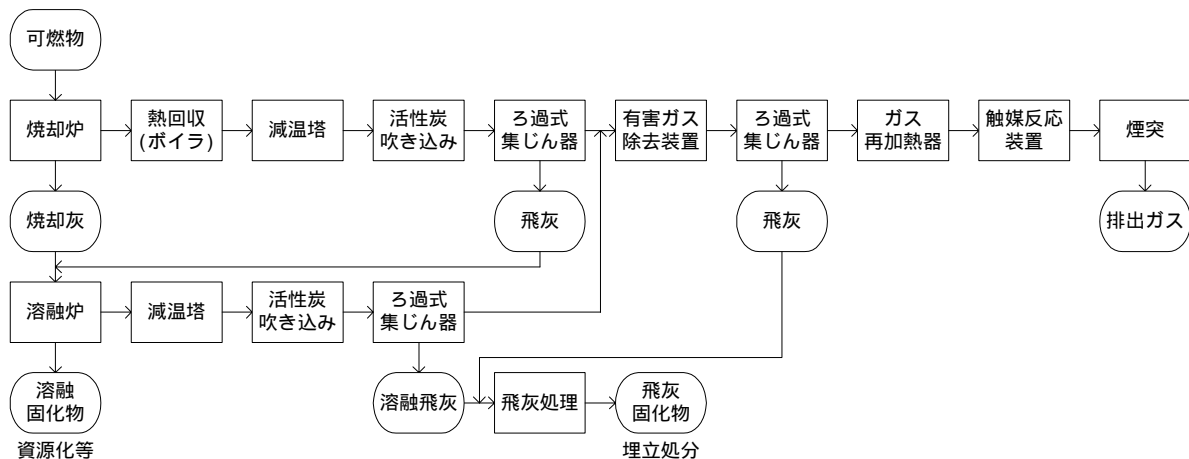 可燃物
焼却炉
熱回収
(ボイラ)
減温塔
活性炭
吹き込み
ろ過式
集じん器
有害ガス
除去装置
ろ過式
集じん器
ガス
再加熱器
触媒反応
装置
煙突
焼却灰
飛灰
飛灰
排出ガス
溶融炉
減温塔
活性炭
吹き込み
ろ過式
集じん器
溶融
固化物
溶融飛灰
飛灰処理
飛灰
固化物
資源化等
埋立処分